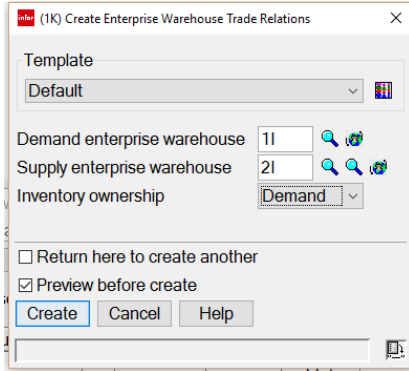 infor (1K) Create Enterprise Warehouse Trade Relations
Template
Default
Demand enterprise warehouse 1I
Supply enterprise warehouse 2I
Inventory ownership Demand
Return here to create another
Preview before create
Create Cancel Help